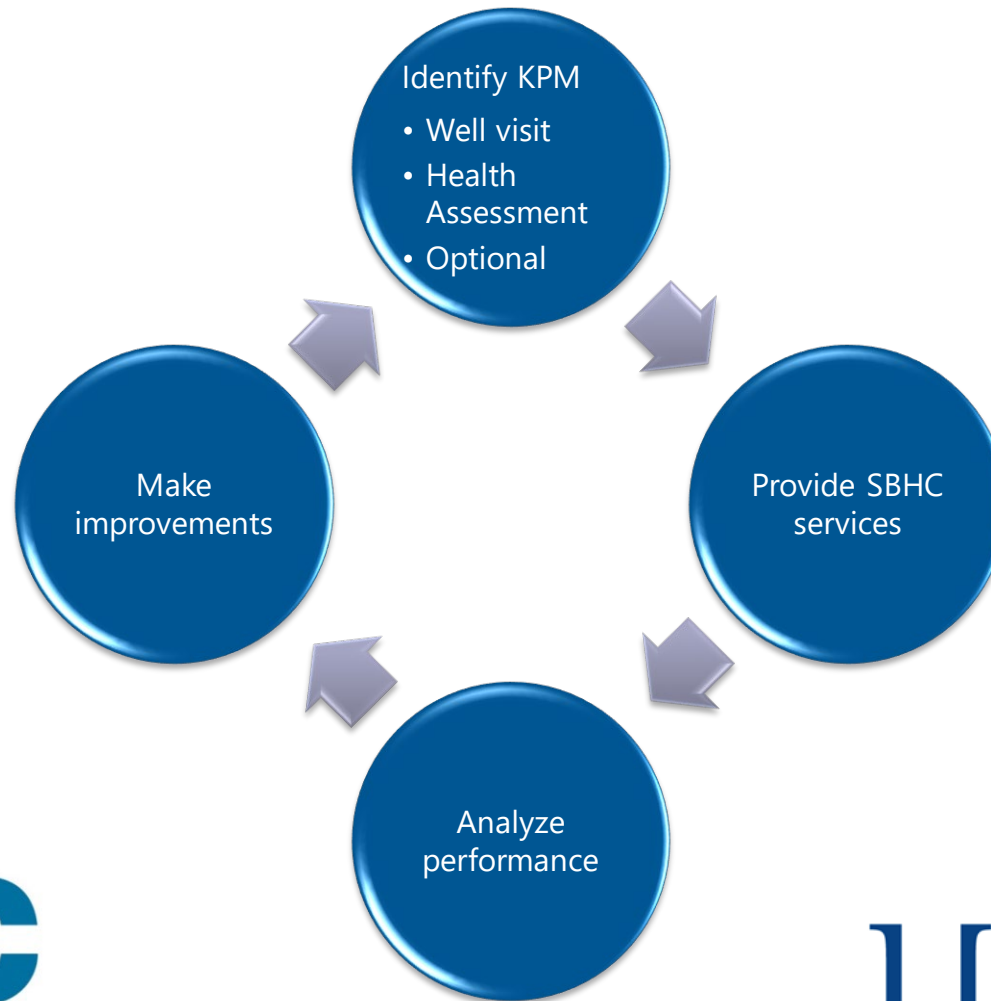 Identify KPM
• Well visit
• Health
Assessment
• Optional
Provide SBHC
services
Analyze
performance
Make
improvements